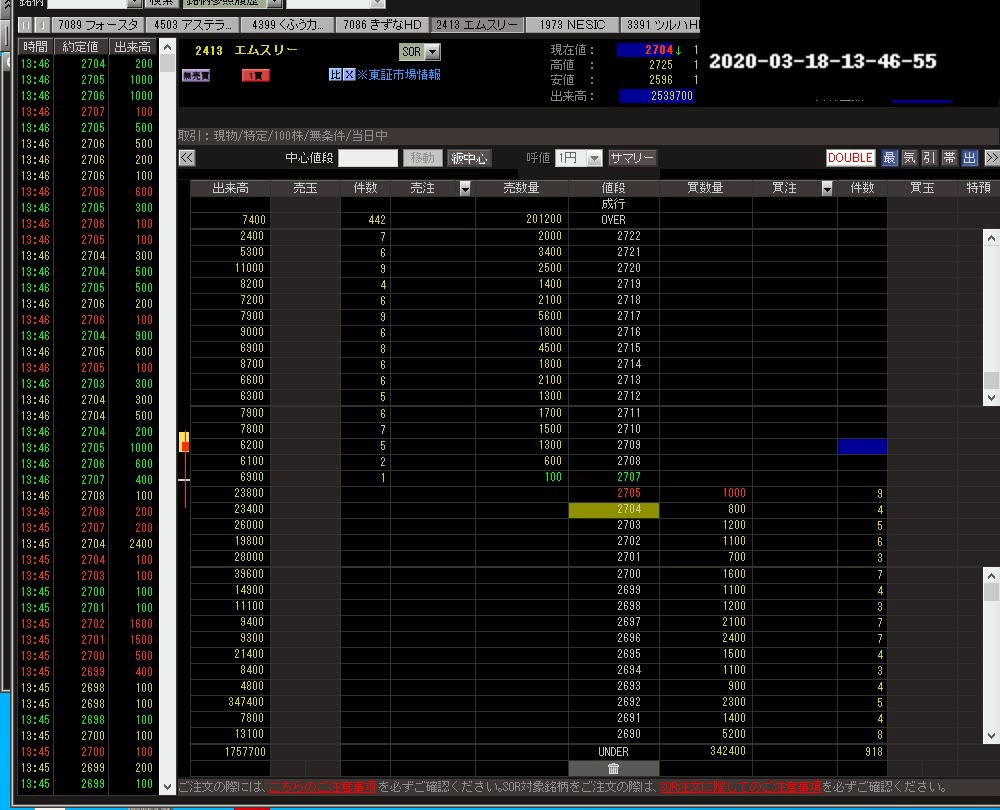 銘柄 検索 銘柄参照履歴
7089 フォースタ 4503 アステラ... 4399 くふうカ... 7086 きずなHD 2413 エムスリー 1973 NESIC 3391 ツルハH
時間 約定値 出来高
13:46 2704 200
13:46 2705 1000
13:46 2706 1000
13:46 2707 100
13:46 2705 500
13:46 2706 500
13:46 2706 200
13:46 2706 100
13:46 2706 600
13:46 2705 300
13:46 2706 100
13:46 2705 100
13:46 2704 300
13:46 2704 500
13:46 2705 500
13:46 2706 200
13:46 2706 100
13:46 2704 900
13:46 2705 600
13:46 2705 100
13:46 2703 300
13:46 2704 300
13:46 2704 500
13:46 2704 200
13:46 2705 1000
13:46 2706 600
13:46 2707 400
13:46 2708 100
13:46 2708 200
13:46 2707 200
13:45 2704 2400
13:45 2704 100
13:45 2703 100
13:45 2700 100
13:45 2701 100
13:45 2702 1600
13:45 2701 1500
13:45 2700 500
13:45 2699 400
13:45 2698 100
13:45 2698 100
13:45 2698 100
13:45 2700 100
13:45 2700 100
13:45 2699 200
13:45 2699 100
2413 エムスリー SOR
無売買 1買 比 X ※東証市場情報
現在値： 2704↓ 1
高値： 2725 1
安値： 2596 1
出来高： 2539700
2020-03-18-13-46-55
取引：現物/特定/100株/無条件/当日中
中心値段 移動 板中心 呼値 1円 サマリー DOUBLE 最 気 引 帯 出
出来高 売玉 件数 売注 売数量 値段 買数量 買注 件数 買玉 特預
成行
7400 442 201200 OVER
2400 7 2000 2722
5300 6 3400 2721
11000 9 2500 2720
8200 4 1400 2719
7200 6 2100 2718
7900 9 5600 2717
9000 6 1800 2716
6900 8 4500 2715
8700 6 1800 2714
6600 6 2100 2713
6300 5 1300 2712
7900 6 1700 2711
7800 7 1500 2710
6200 5 1300 2709
6100 2 600 2708
6900 1 100 2707
23800 2705 1000 9
23400 2704 800 4
26000 2703 1200 5
19800 2702 1100 6
28000 2701 700 3
39600 2700 1600 7
14900 2699 1100 4
11100 2698 1200 3
9400 2697 2100 7
9300 2696 2400 7
21400 2695 1500 4
8400 2694 1100 3
4800 2693 900 4
347400 2692 2300 5
7800 2691 1400 4
13100 2690 5200 8
1757700 UNDER 342400 918
ご注文の際には、こちらのご注意事項を必ずご確認ください。SOR対象銘柄をご注文の際は、SOR注文に際してのご注意事項を必ずご確認ください。